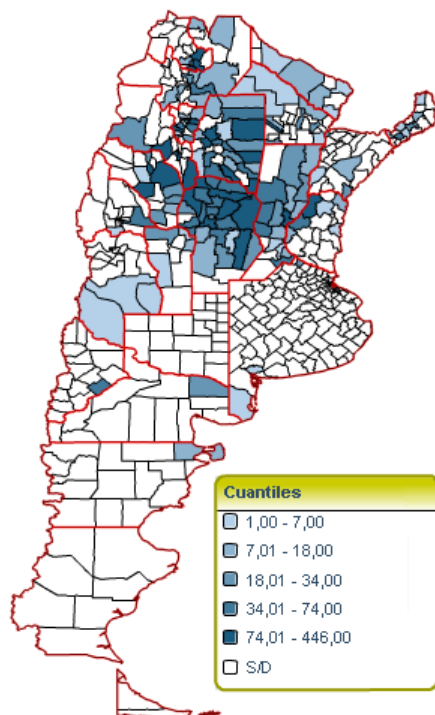 Cuantiles
1,00 - 7,00
7,01 - 18,00
18,01 - 34,00
34,01 - 74,00
74,01 - 446,00
S/D